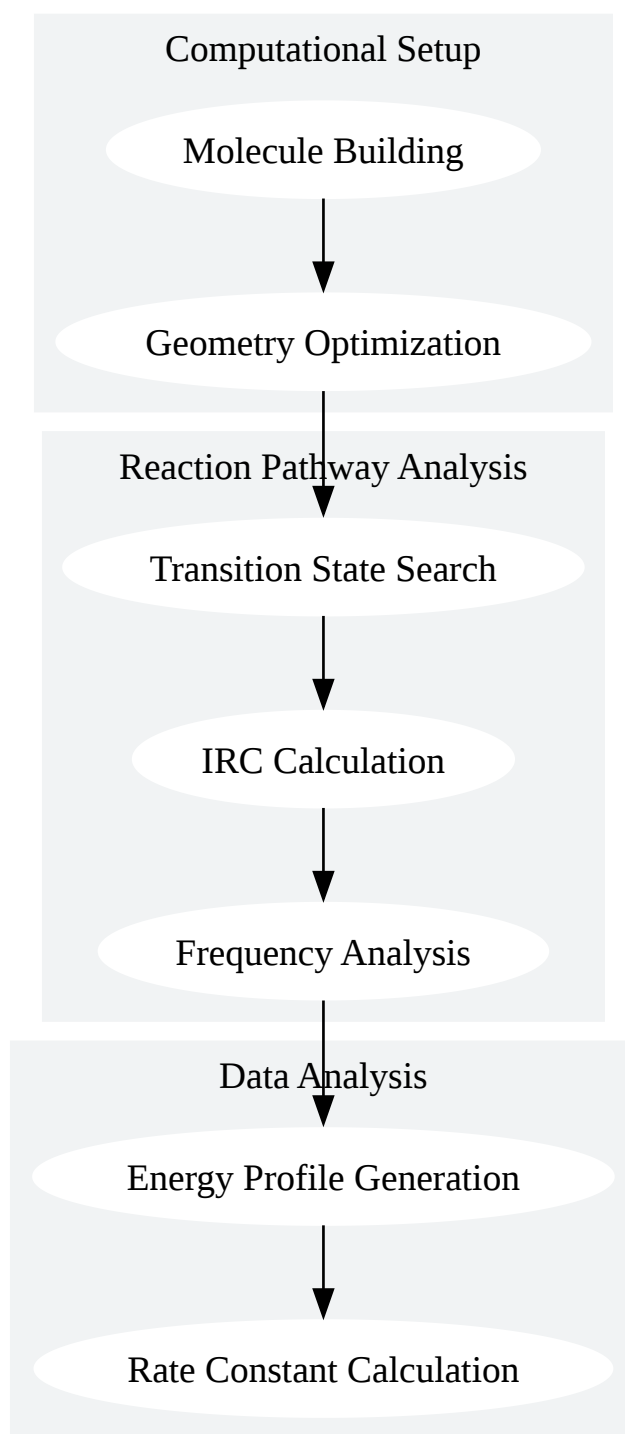 Computational Setup
Molecule Building
Geometry Optimization
Reaction Pathway Analysis
Transition State Search
IRC Calculation
Frequency Analysis
Data Analysis
Energy Profile Generation
Rate Constant Calculation